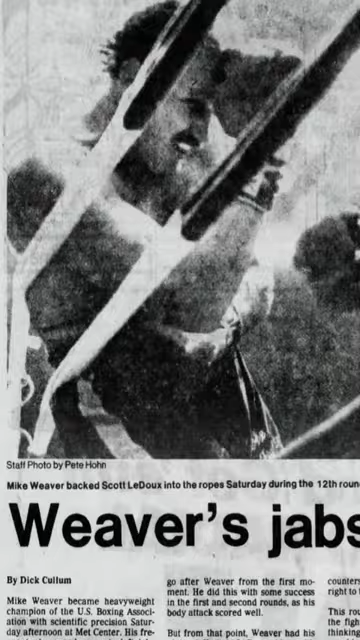 Staff Photo by Pete Hohn
Mike Weaver backed Scott LeDoux into the ropes Saturday during the 12th roun
Weaver's jabs
By Dick Cullum
Mike Weaver became heavyweight
champion of the U.S. Boxing Associ-
ation with scientific precision Satur-
day afternoon at Met Center. His fre-
go after Weaver from the first mo-
ment. He did this with some success
in the first and second rounds, as his
body attack scored well.
But from that point, Weaver had his
counters
right to
This rou
the figh